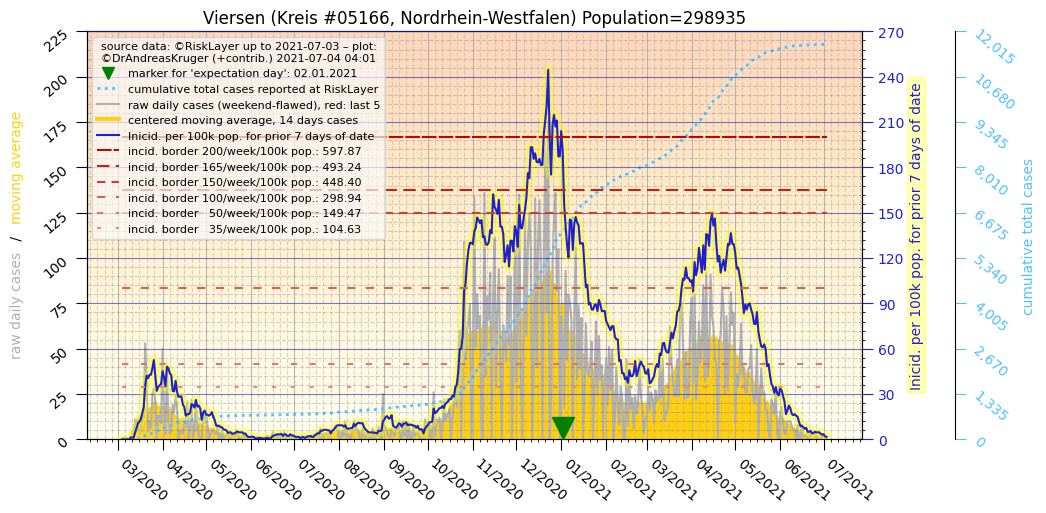 Viersen (Kreis #05166, Nordrhein-Westfalen) Population=298935
source data: ©RiskLayer up to 2021-07-03 – plot:
©DrAndreasKruger (+contrib.) 2021-07-04 04:01
marker for 'expectation day': 02.01.2021
cumulative total cases reported at RiskLayer
raw daily cases (weekend-flawed), red: last 5
centered moving average, 14 days cases
Inicid. per 100k pop. for prior 7 days of date
incid. border 200/week/100k pop.: 597.87
incid. border 165/week/100k pop.: 493.24
incid. border 150/week/100k pop.: 448.40
incid. border 100/week/100k pop.: 298.94
incid. border   50/week/100k pop.: 149.47
incid. border   35/week/100k pop.: 104.63
raw daily cases / moving average
225
200
175
150
125
100
75
50
25
0
270
240
210
180
150
120
90
60
30
0
Inicid. per 100k pop. for prior 7 days of date
12,015
10,680
9,345
8,010
6,675
5,340
4,005
2,670
1,335
0
cumulative total cases
03/2020
04/2020
05/2020
06/2020
07/2020
08/2020
09/2020
10/2020
11/2020
12/2020
01/2021
02/2021
03/2021
04/2021
05/2021
06/2021
07/2021